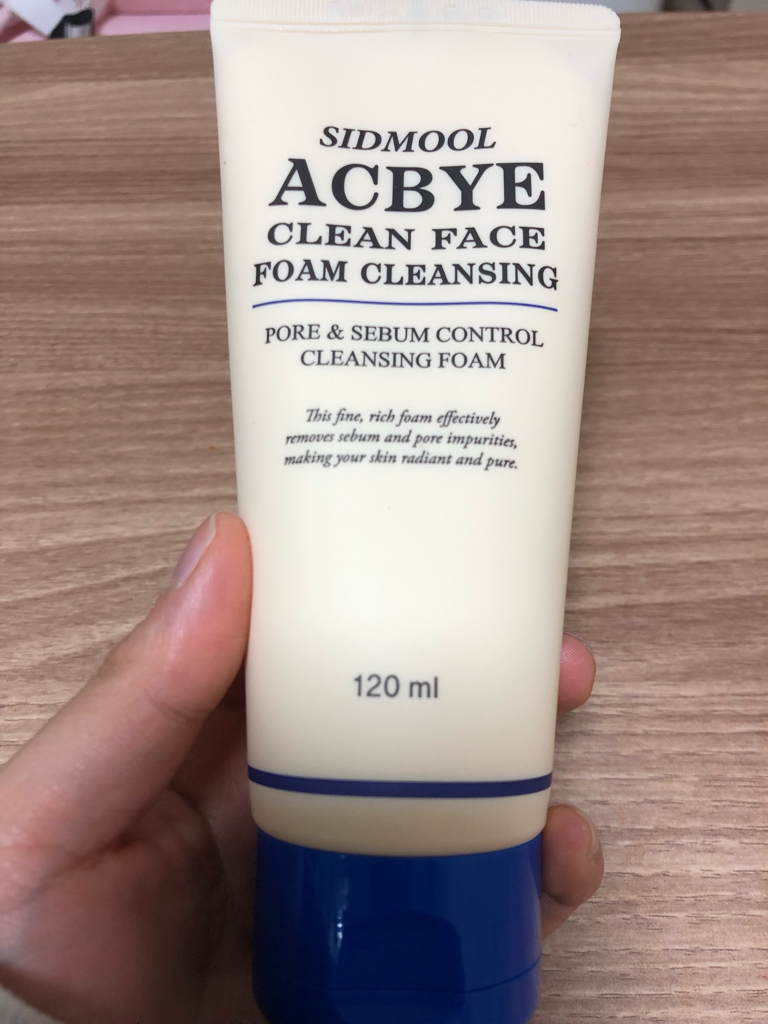 SIDMOOL
ACBYE
CLEAN FACE
FOAM CLEANSING
PORE & SEBUM CONTROL
CLEANSING FOAM
This fine, rich foam effectively
removes sebum and pore impurities,
making your skin radiant and pure.
120 ml